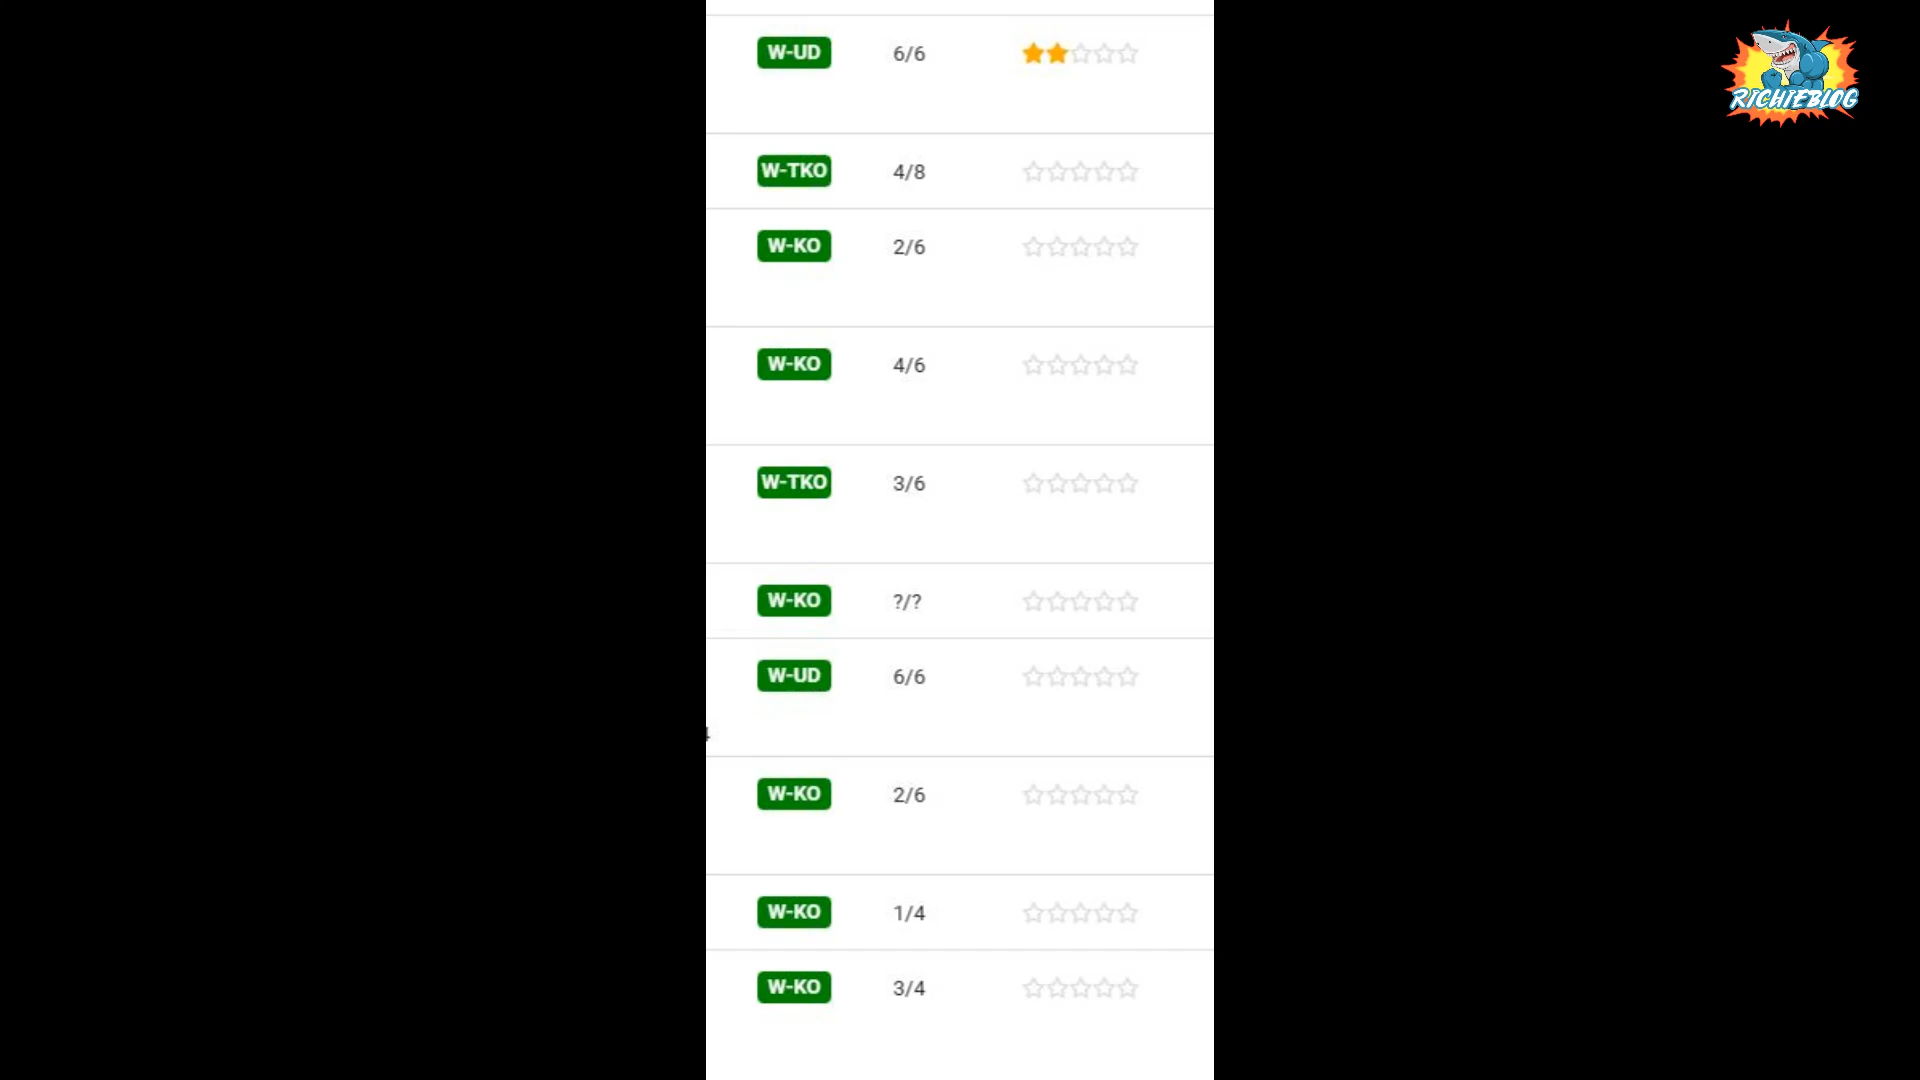 W-UD 6/6
RICHIEBLOG
W-TKO 4/8
W-KO 2/6
W-KO 4/6
W-TKO 3/6
W-KO ?/?
W-UD 6/6
W-KO 2/6
W-KO 1/4
W-KO 3/4